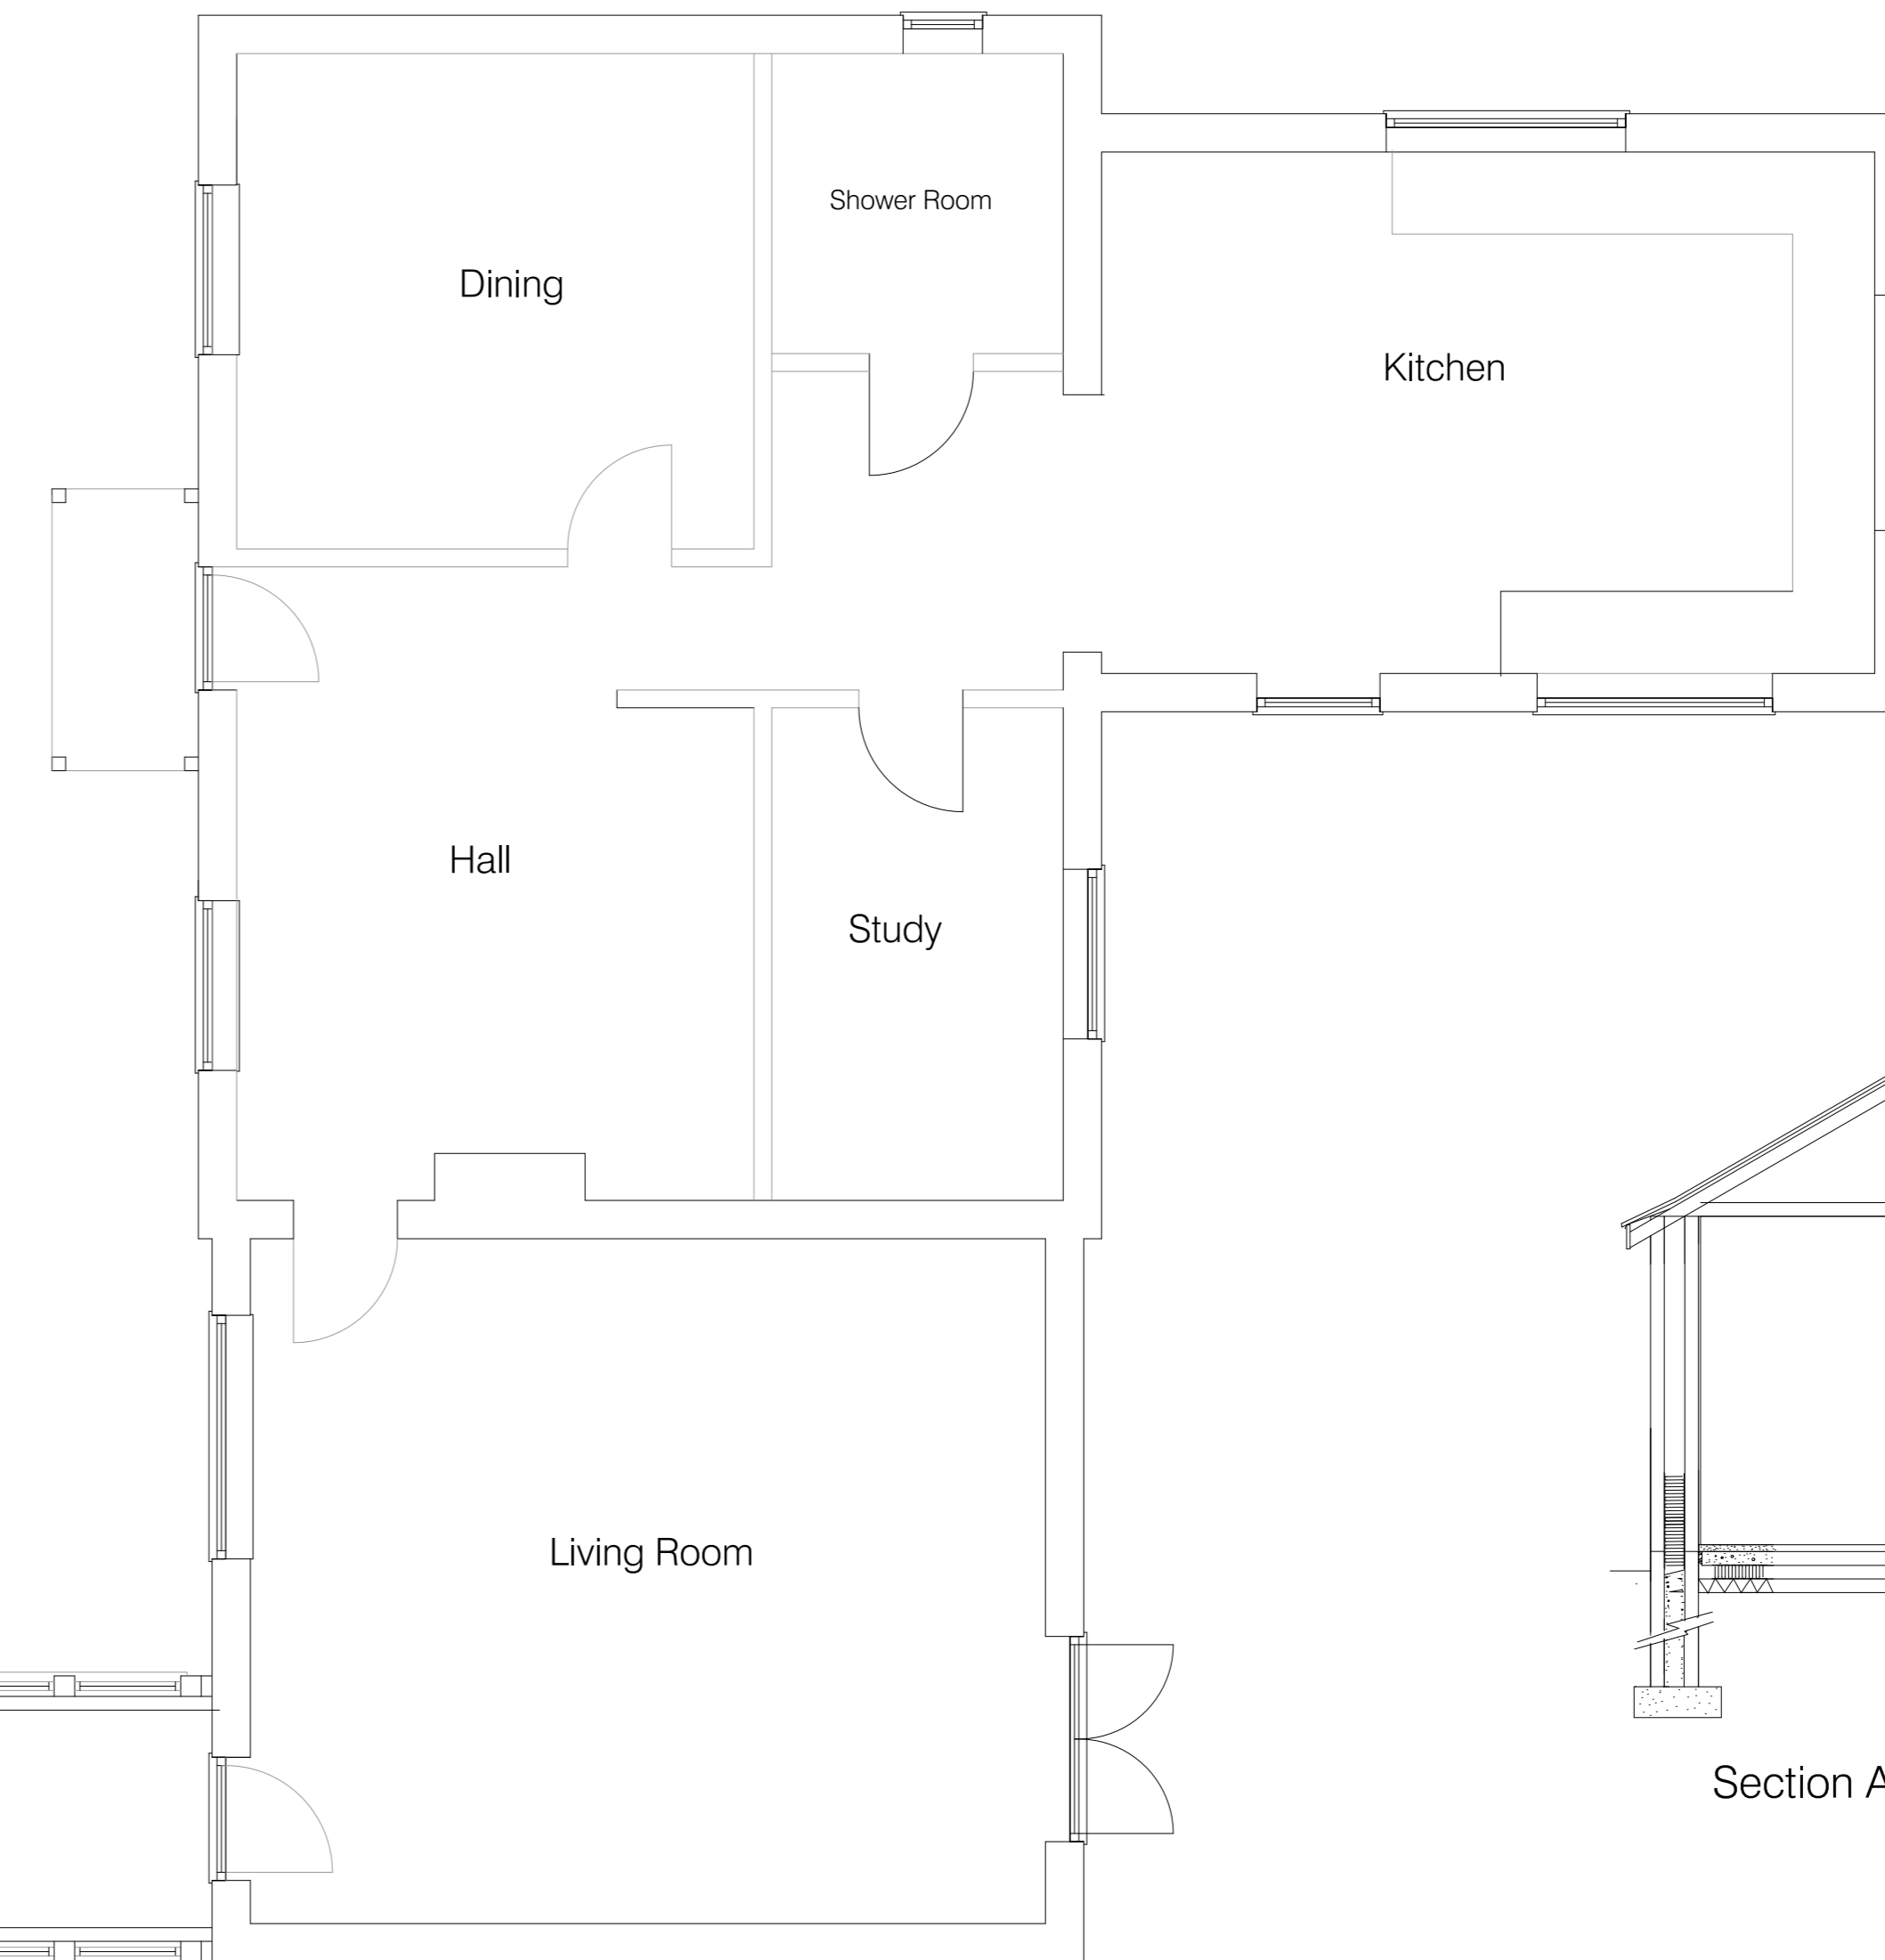 Shower Room
Dining
Kitchen
Hall
Study
Living Room
Section A